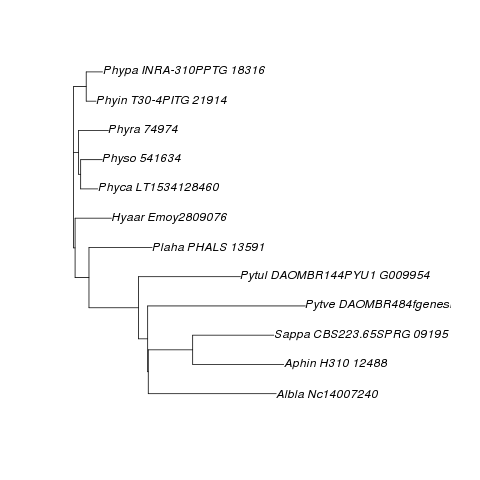 Phypa INRA-310PPTG 18316
Phyin T30-4PITG 21914
Phyra 74974
Physo 541634
Phyca LT1534128460
Hyaar Emoy2809076
Plaha PHALS 13591
Pytul DAOMBR144PYU1 G009954
Pytve DAOMBR484fgenes
Sappa CBS223.65SPRG 09195
Aphin H310 12488
Albla Nc14007240